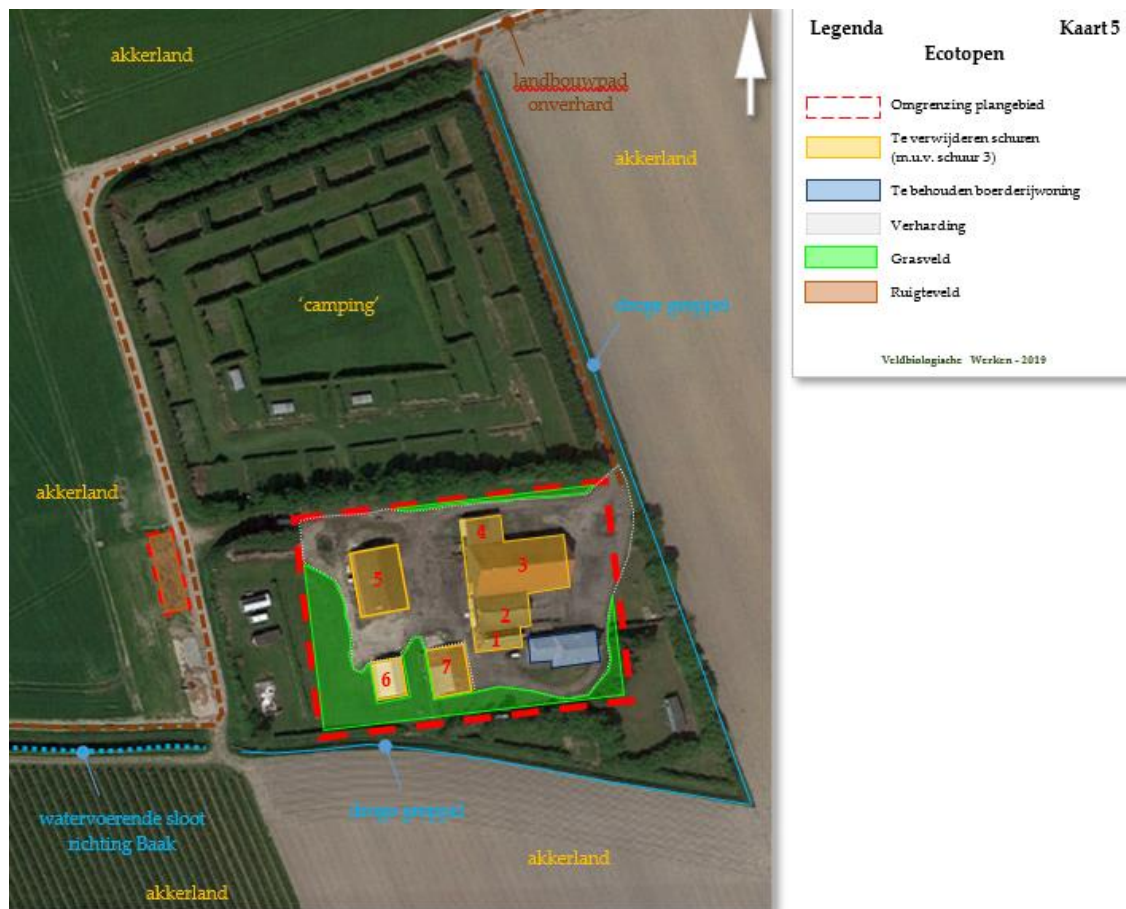 akkerland
landbouwpad
onverhard
akkerland
'camping'
droge greppel
akkerland
4
3
5
2
1
6
7
droge greppel
watervoerende sloot
richting Baak
akkerland
akkerland
Legenda Kaart 5
Ecotopen
Omgrenzing plangebied
Te verwijderen schuren
(m.u.v. schuur 3)
Te behouden boerderijwoning
Verharding
Grasveld
Ruigteveld
Veldbiologische Werken - 2019